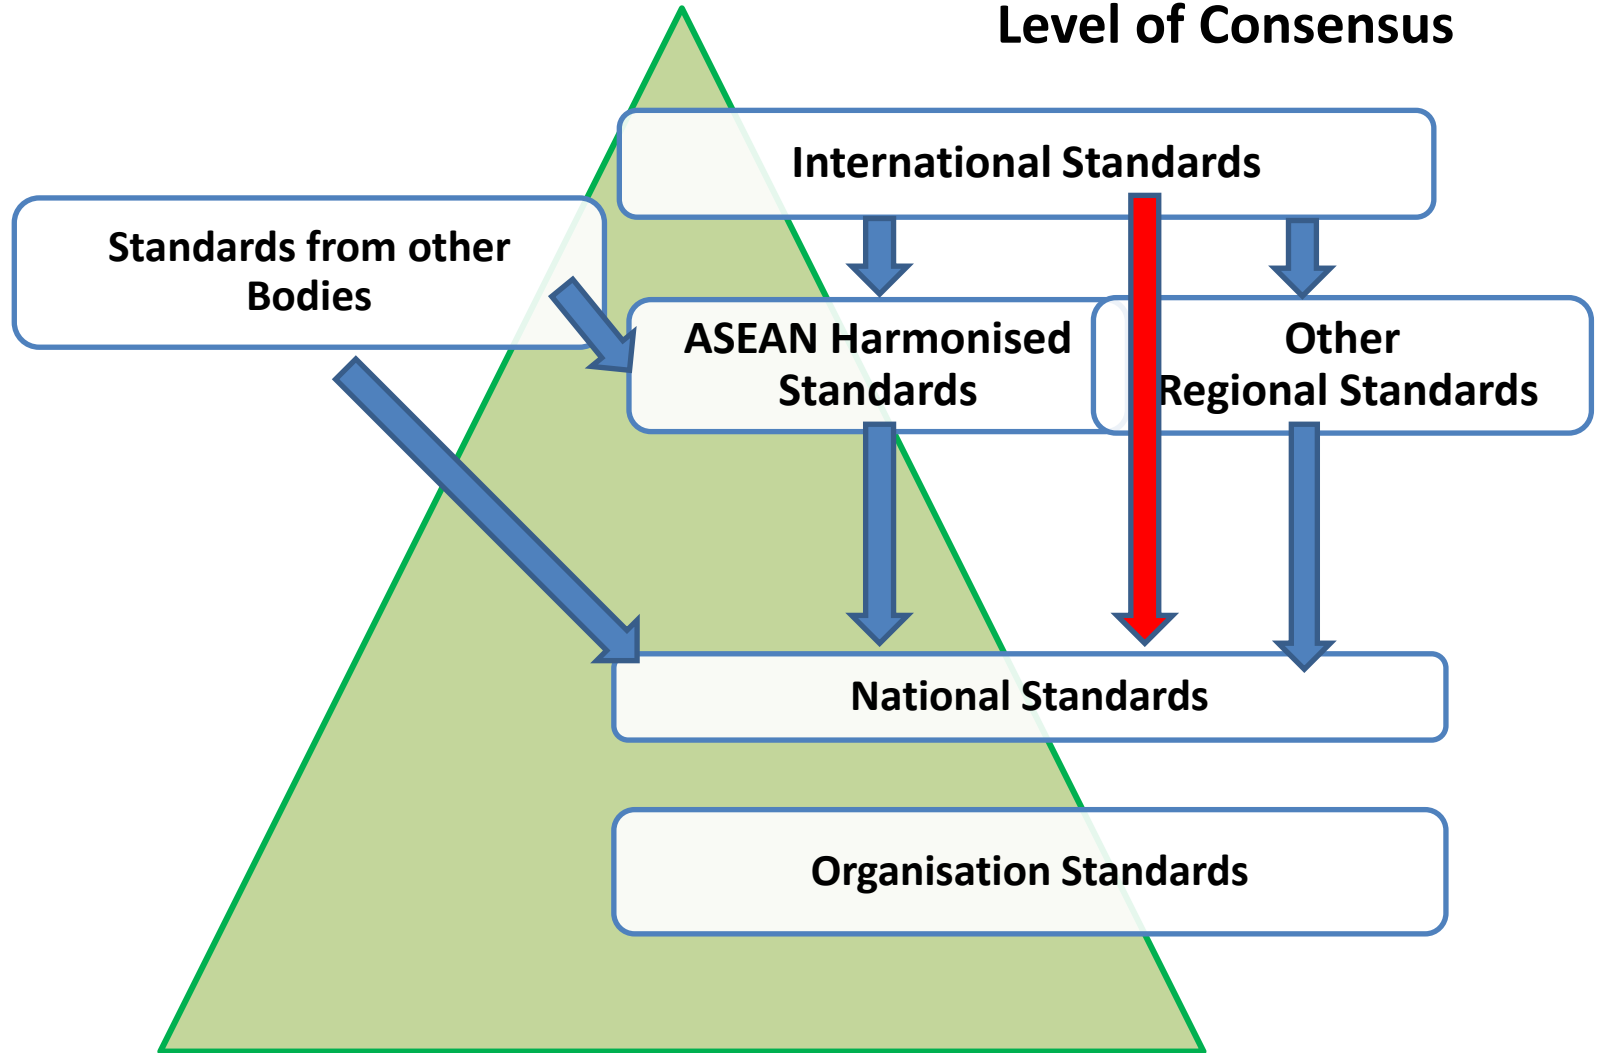 Level of Consensus
International Standards
Standards from other
Bodies
ASEAN Harmonised
Standards
Other
Regional Standards
National Standards
Organisation Standards